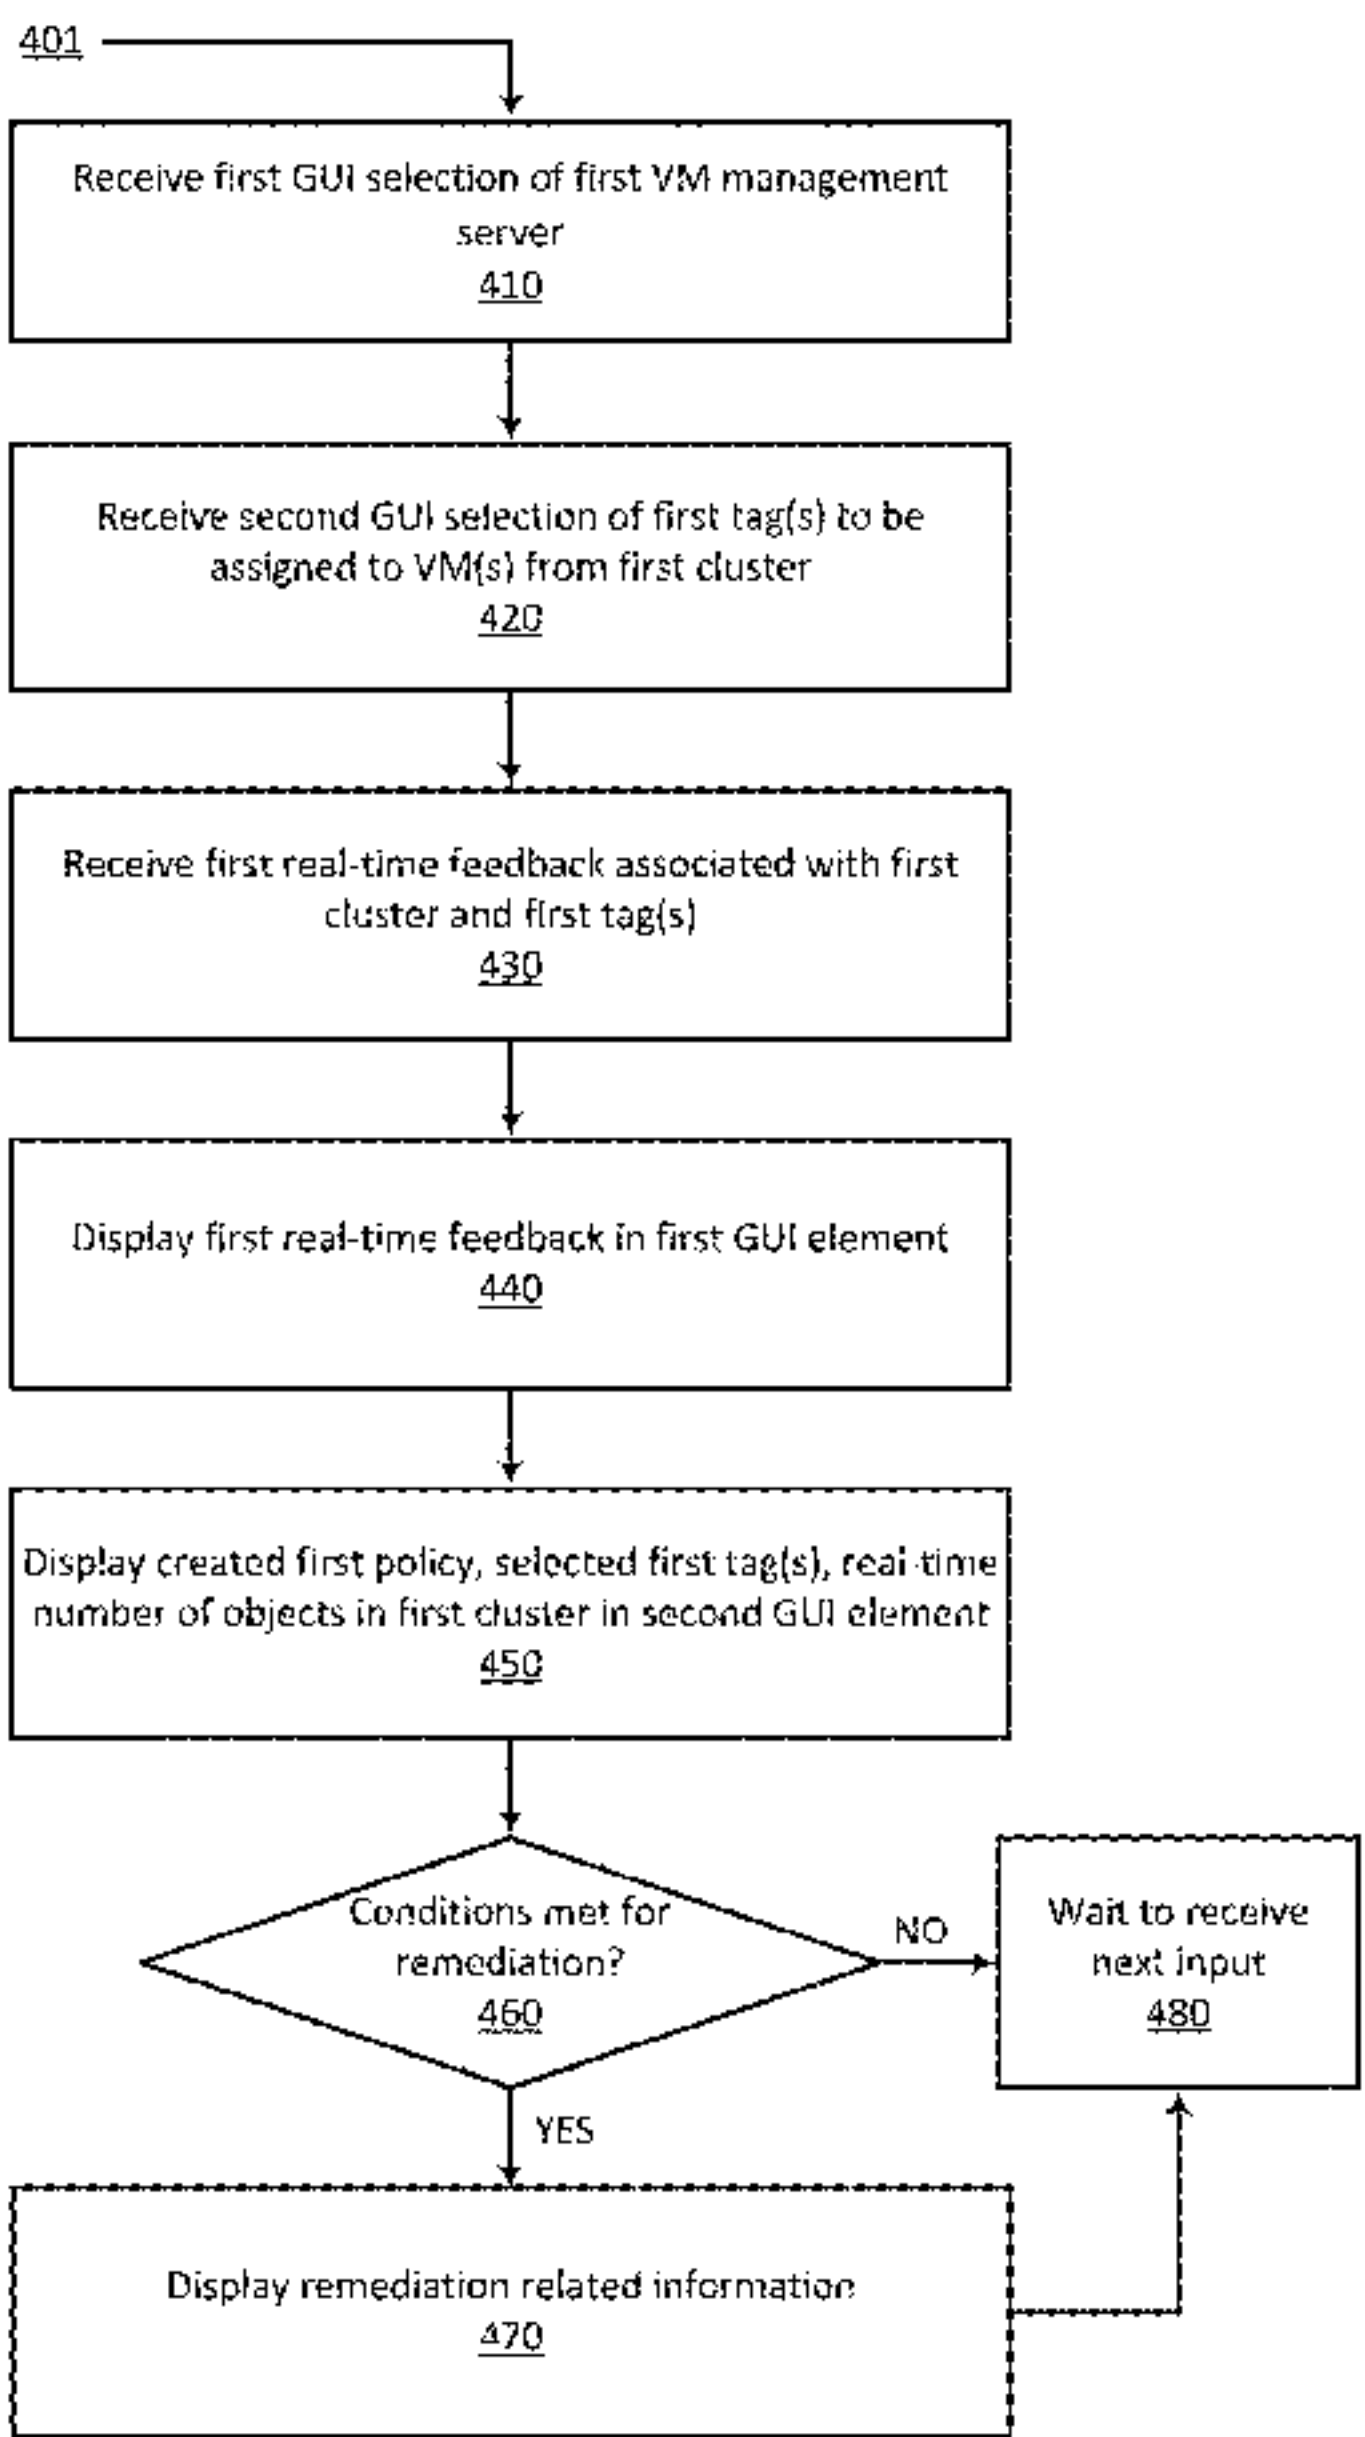 401
Receive first GUI selection of first VM management
server
410
Receive second GUI selection of first tag(s) to be
assigned to VM(s) from first cluster
420
Receive first real-time feedback associated with first
cluster and first tag(s)
430
Display first real-time feedback in first GUI element
440
Display created first policy, selected first tag(s), real-time
number of objects in first cluster in second GUI element
450
Conditions met for
remediation?
460
NO
Wait to receive
next input
480
YES
Display remediation related information
470